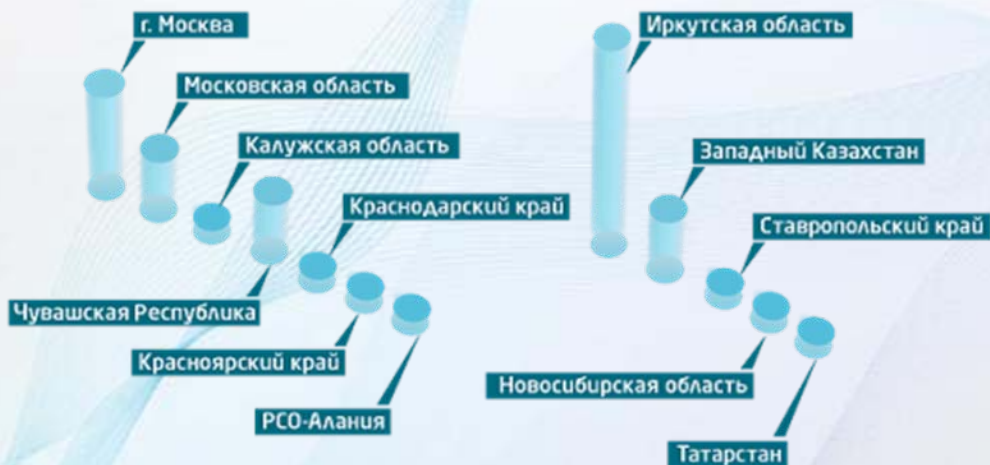 г. Москва
Московская область
Калужская область
Краснодарский край
Чувашская Республика
Красноярский край
РСО-Алания
Иркутская область
Западный Казахстан
Ставропольский край
Новосибирская область
Татарстан